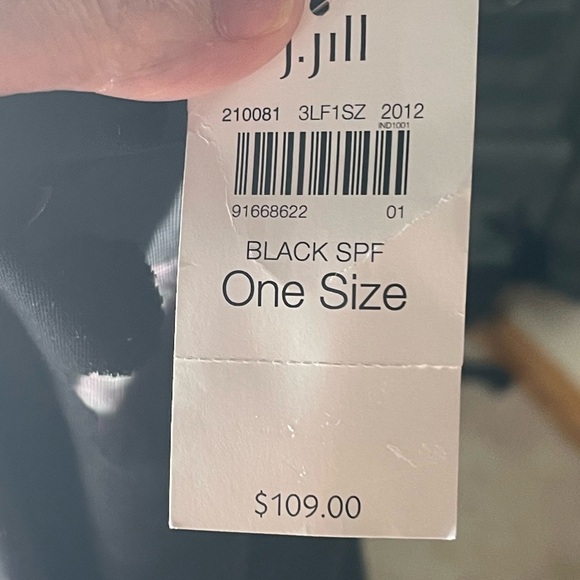 j.jill
210081 3LF1SZ 2012
IND1001
91668622 01
BLACK SPF
One Size
$109.00